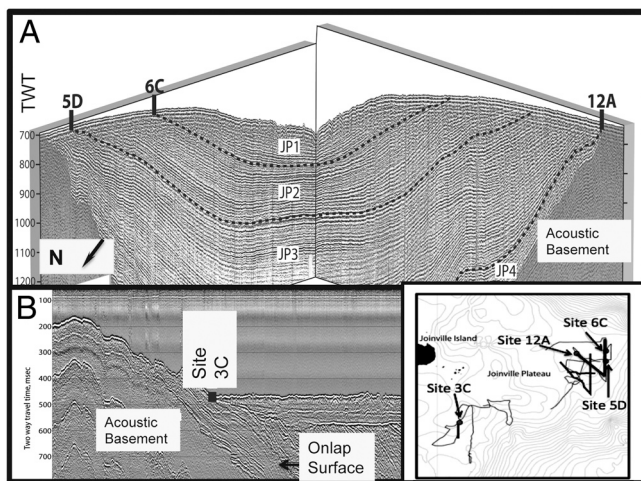 A
TWT
5D
6C
12A
700
800
900
1000
1100
1200
JP1
JP2
JP3
JP4
N
Acoustic
Basement
B
Two way travel time, msec
100
200
300
400
500
600
700
Site
3C
Acoustic
Basement
Onlap
Surface
Joinville Island
Site 12A
Site 6C
Joinville Plateau
Site 3C
Site 5D